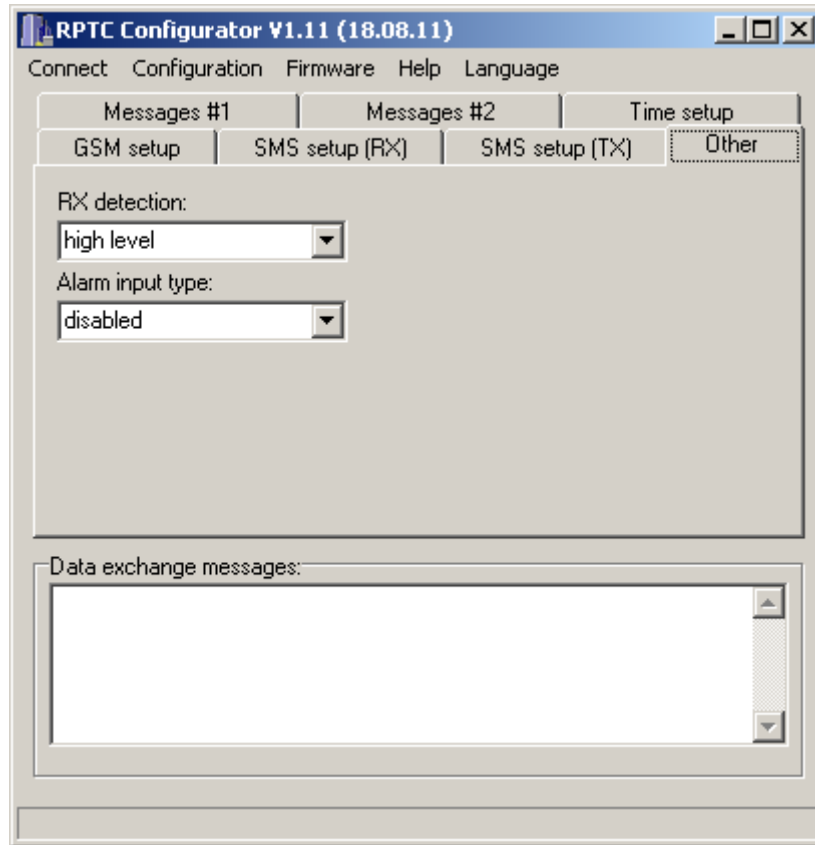 RPTC Configurator V1.11 (18.08.11)
Connect Configuration Firmware Help Language
Messages #1 Messages #2 Time setup
GSM setup SMS setup (RX) SMS setup (TX) Other
RX detection:
high level
Alarm input type:
disabled
Data exchange messages: